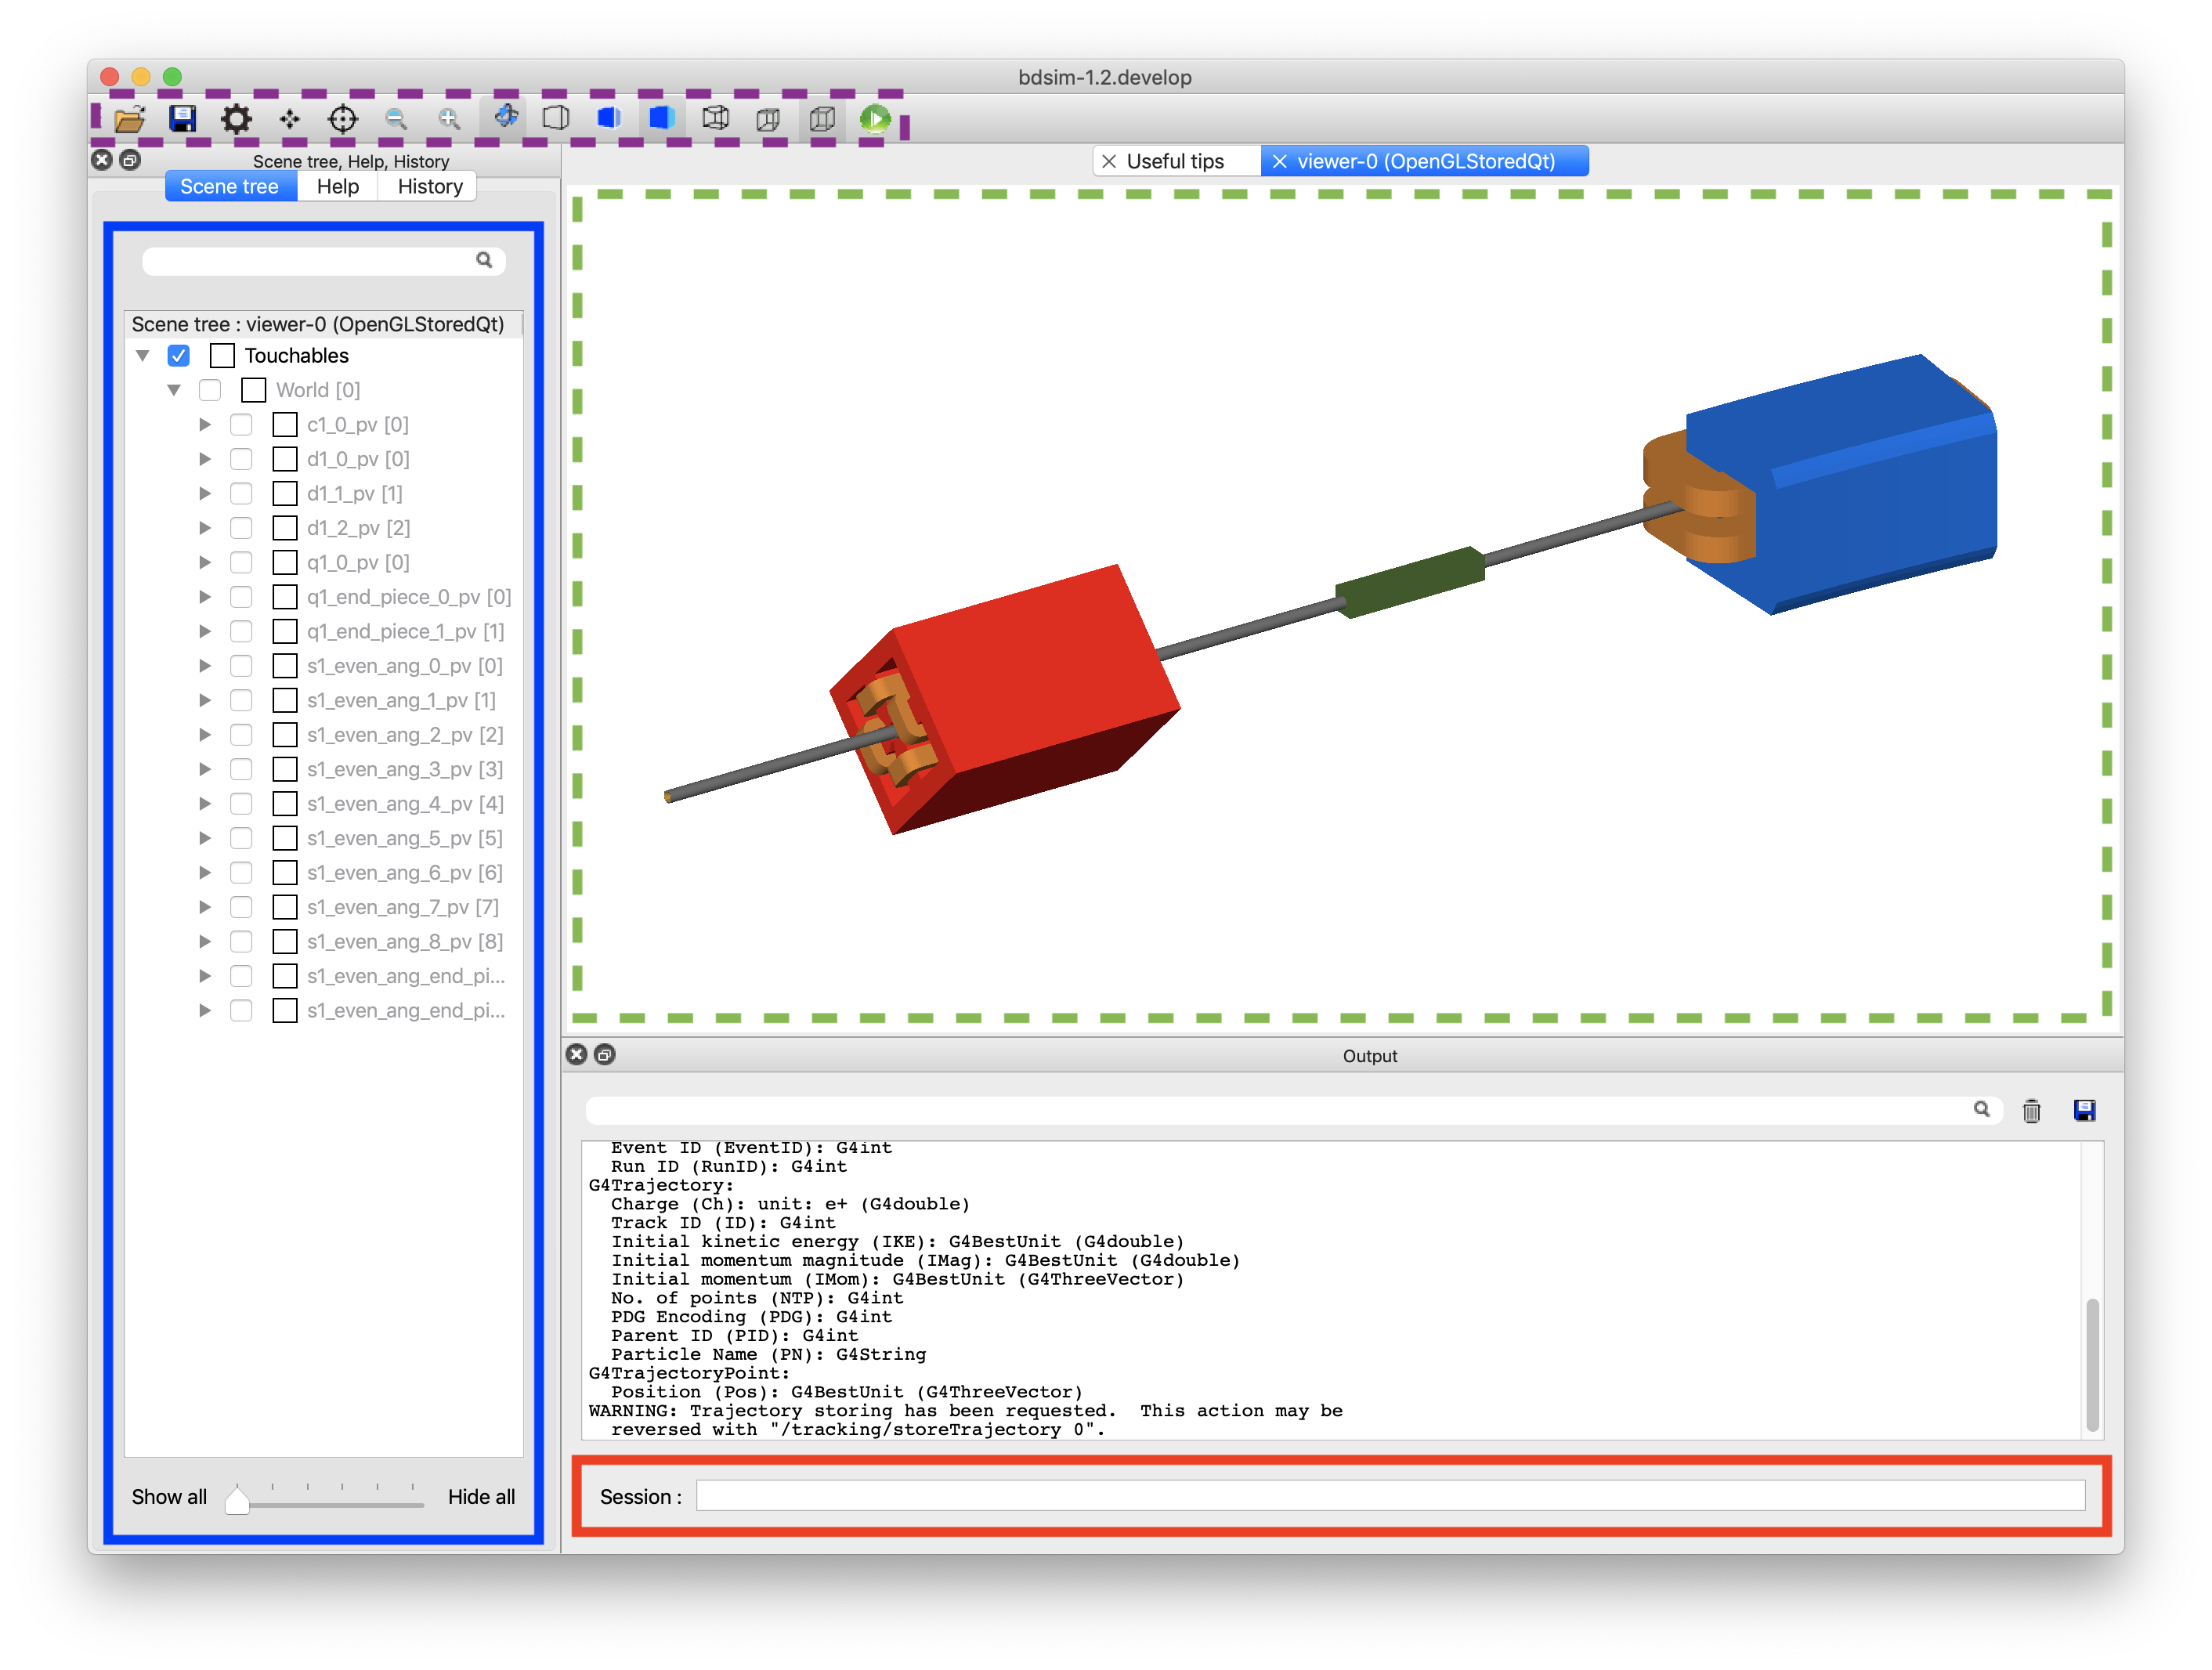 bdsim-1.2.develop
Scene tree, Help, History
Scene tree
Help
History
Scene tree : viewer-0 (OpenGLStoredQt)
Touchables
World [0]
c1_0_pv [0]
d1_0_pv [0]
d1_1_pv [1]
d1_2_pv [2]
q1_0_pv [0]
q1_end_piece_0_pv [0]
q1_end_piece_1_pv [1]
s1_even_ang_0_pv [0]
s1_even_ang_1_pv [1]
s1_even_ang_2_pv [2]
s1_even_ang_3_pv [3]
s1_even_ang_4_pv [4]
s1_even_ang_5_pv [5]
s1_even_ang_6_pv [6]
s1_even_ang_7_pv [7]
s1_even_ang_8_pv [8]
s1_even_ang_end_pi...
s1_even_ang_end_pi...
Show all
Hide all
Useful tips
viewer-0 (OpenGLStoredQt)
Output
Event ID (EventID): G4int
Run ID (RunID): G4int
G4Trajectory:
Charge (Ch): unit: e+ (G4double)
Track ID (ID): G4int
Initial kinetic energy (IKE): G4BestUnit (G4double)
Initial momentum magnitude (IMag): G4BestUnit (G4double)
Initial momentum (IMom): G4BestUnit (G4ThreeVector)
No. of points (NTP): G4int
PDG Encoding (PDG): G4int
Parent ID (PID): G4int
Particle Name (PN): G4String
G4TrajectoryPoint:
Position (Pos): G4BestUnit (G4ThreeVector)
WARNING: Trajectory storing has been requested.  This action may be
reversed with "/tracking/storeTrajectory 0".
Session :